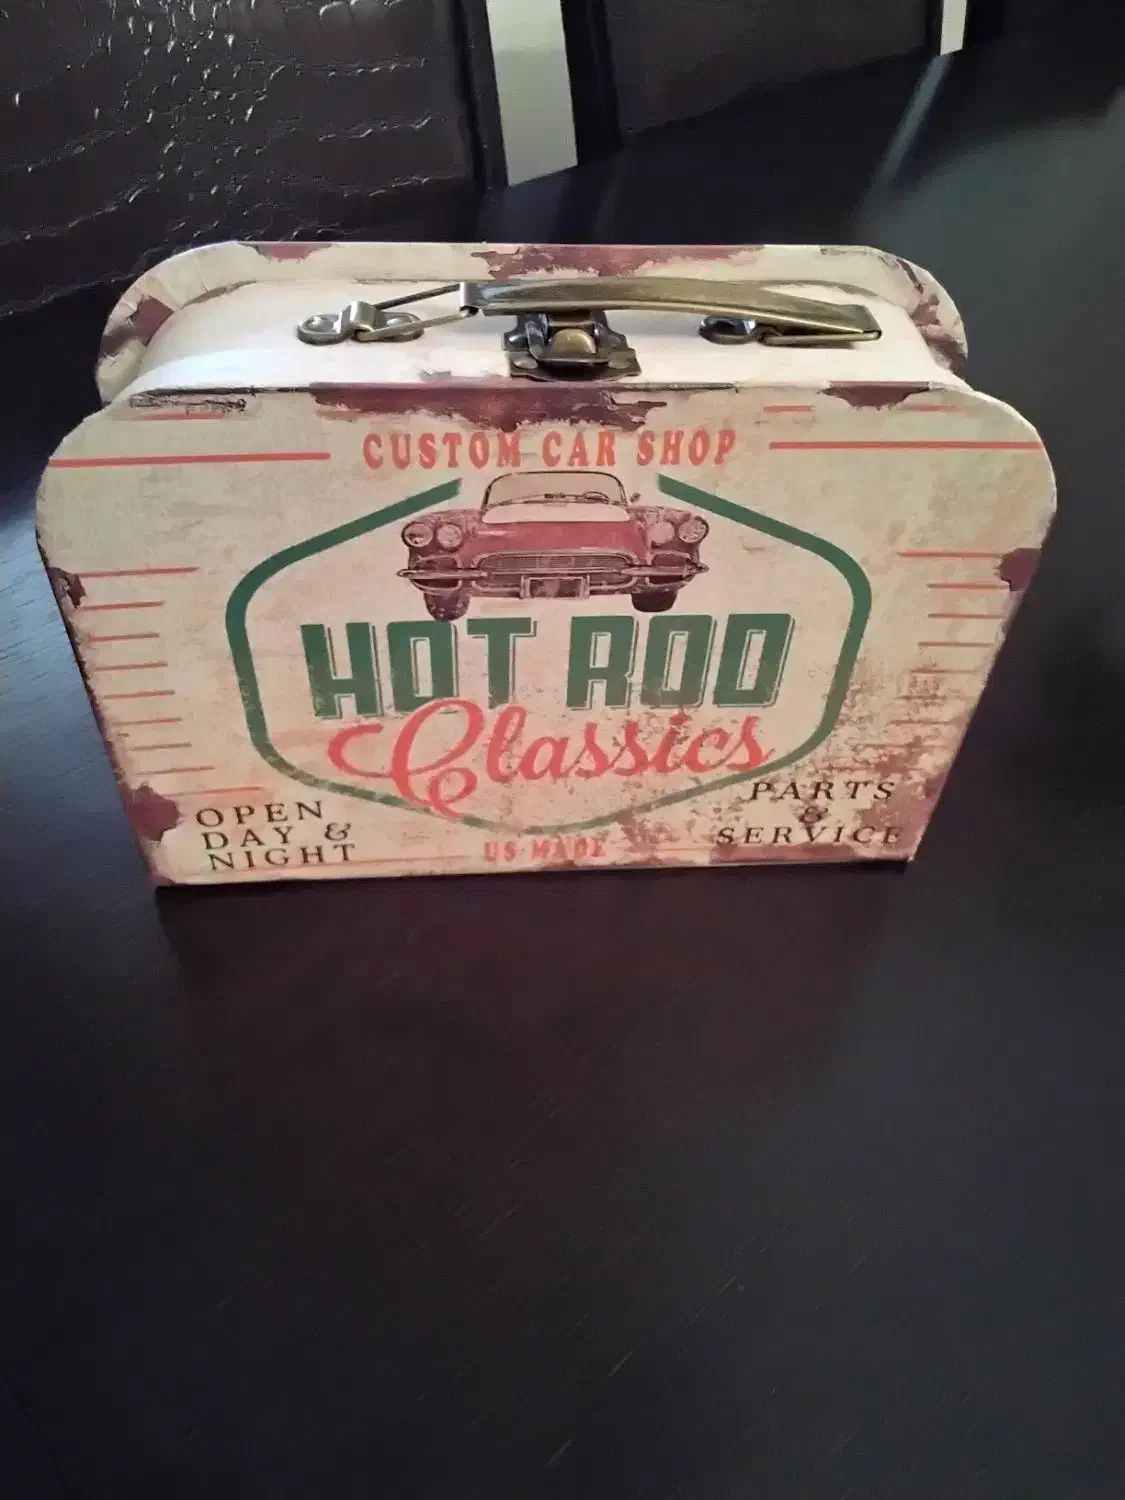 CUSTOM CAR SHOP
HOT ROD
Classics
OPEN
DAY &
NIGHT
PARTS
&
SERVICE
US MADE